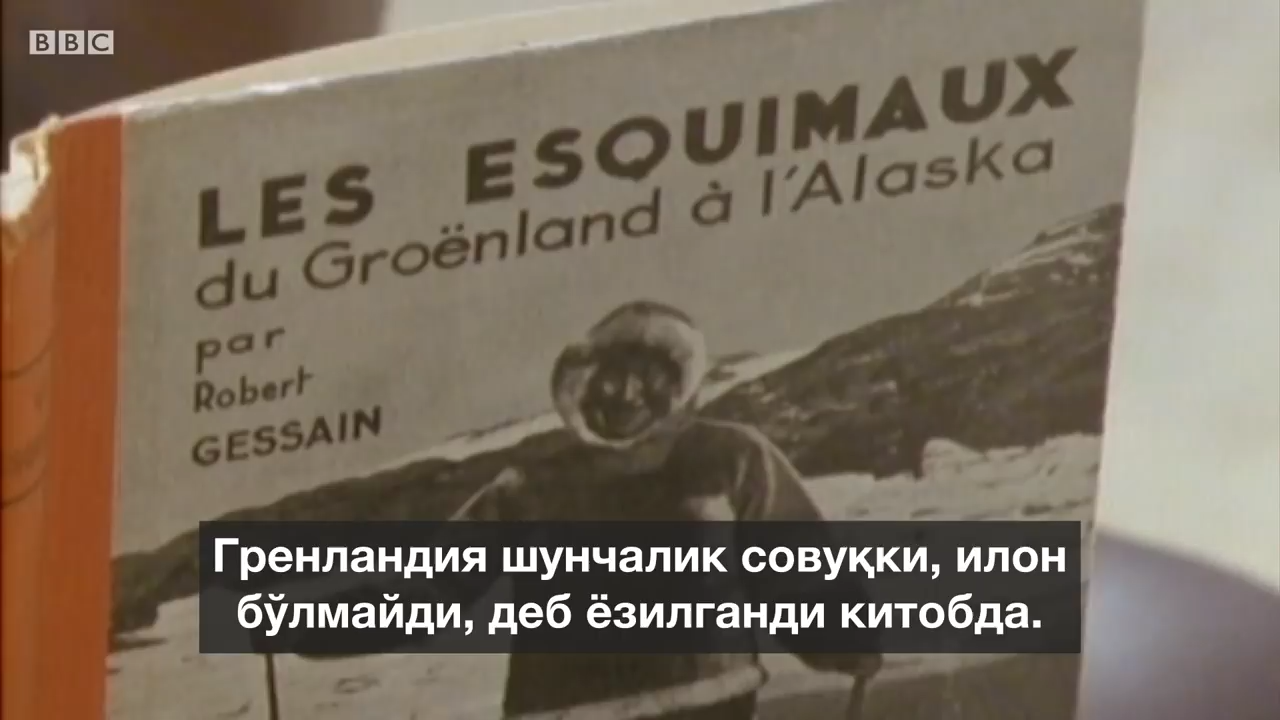 BBC
LES ESQUIMAUX
du Groënland à l'Alaska
par
Robert
GESSAIN
Гренландия шунчалик совуқки, илон
бўлмайди, деб ёзилганди китобда.